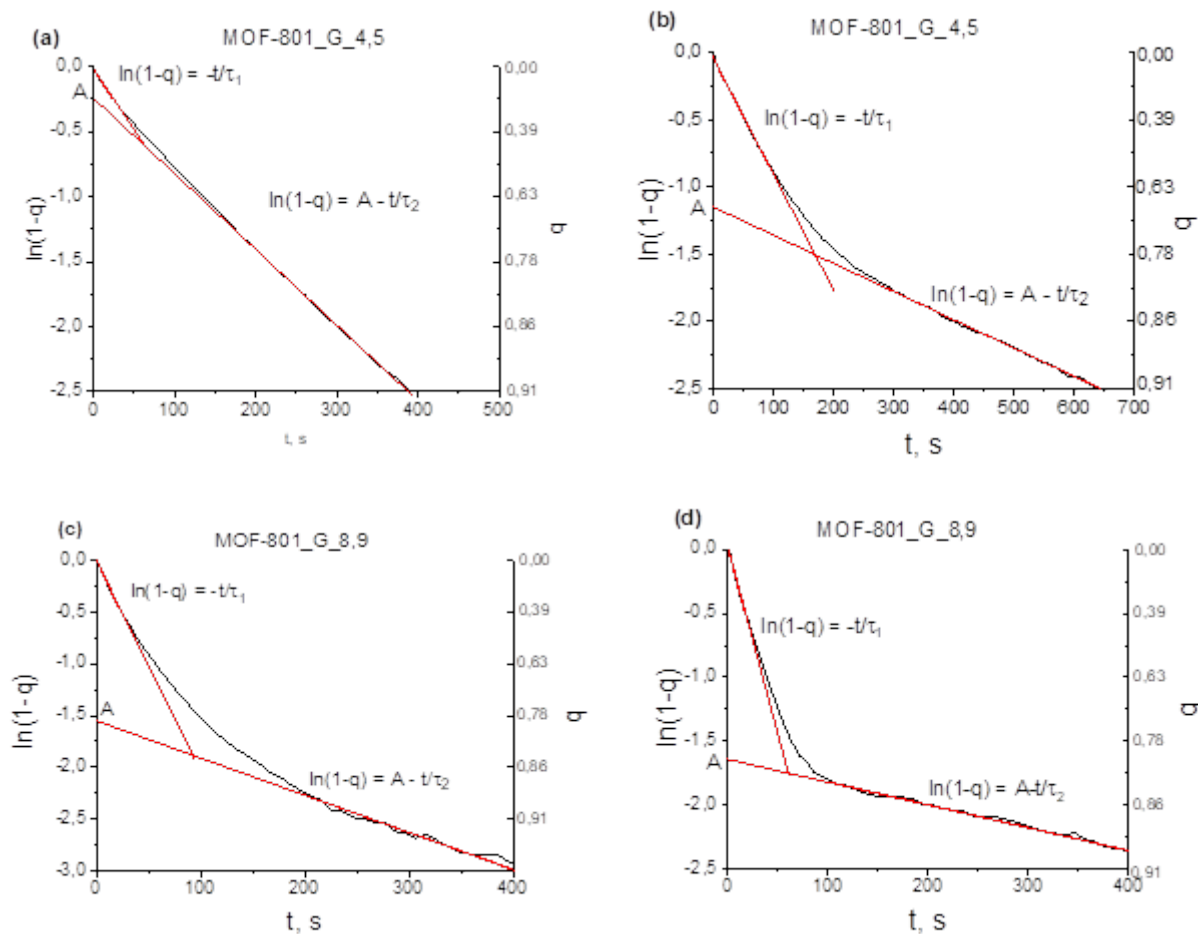 (a)
MOF-801_G_4,5
ln(1-q) = -t/τ1
A
ln(1-q) = A - t/τ2
0,0
-0,5
-1,0
-1,5
-2,0
-2,5
ln(1-q)
0 100 200 300 400 500
t, s
0,00
0,39
0,63
0,78
0,86
0,91
q
(b)
MOF-801_G_4,5
ln(1-q) = -t/τ1
A
ln(1-q) = A - t/τ2
0,0
-0,5
-1,0
-1,5
-2,0
-2,5
ln(1-q)
0 100 200 300 400 500 600 700
t, s
0,00
0,39
0,63
0,78
0,86
0,91
q
(c)
MOF-801_G_8,9
ln(1-q) = -t/τ1
A
ln(1-q) = A - t/τ2
0,0
-0,5
-1,0
-1,5
-2,0
-2,5
-3,0
ln(1-q)
0 100 200 300 400
t, s
0,00
0,39
0,63
0,78
0,86
0,91
q
(d)
MOF-801_G_8,9
ln(1-q) = -t/τ1
A
ln(1-q) = A-t/τ2
0,0
-0,5
-1,0
-1,5
-2,0
-2,5
ln(1-q)
0 100 200 300 400
t, s
0,00
0,39
0,63
0,78
0,86
0,91
q